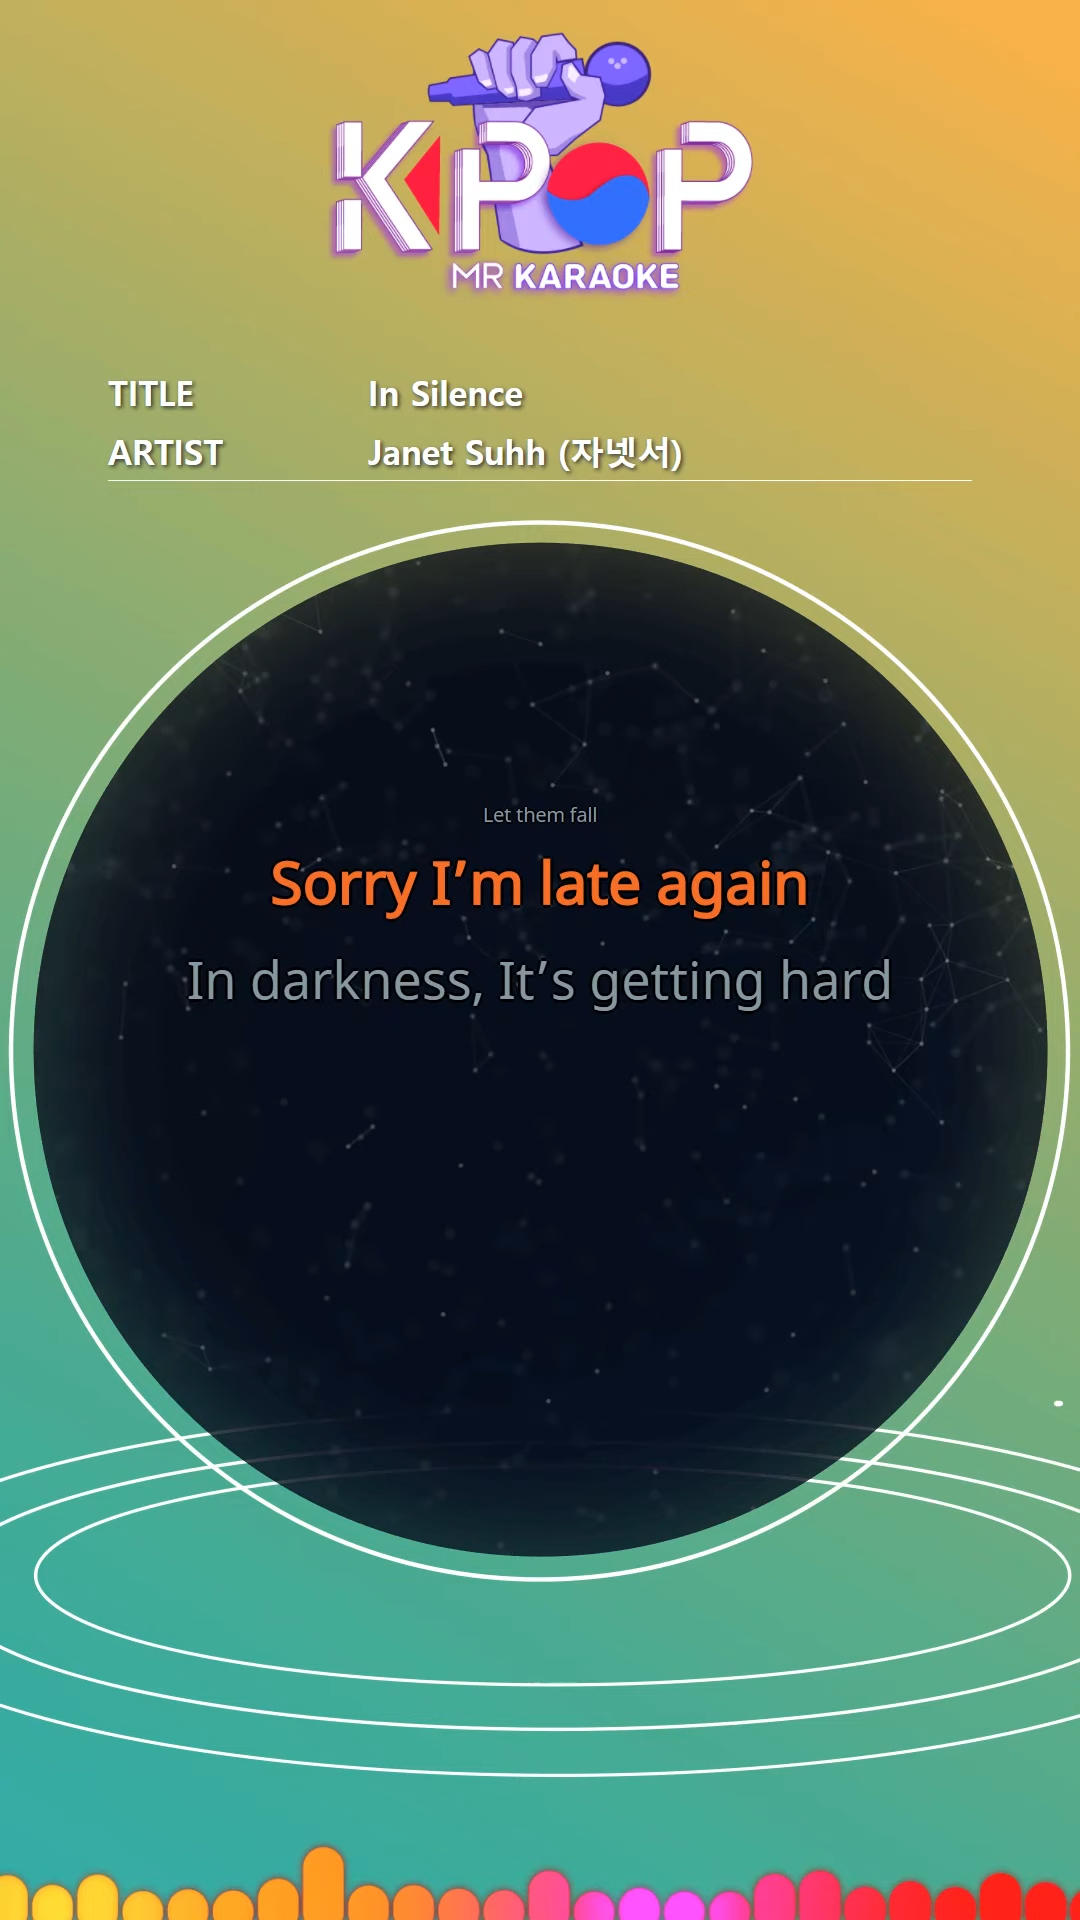 KPOP
MR KARAOKE
TITLE In Silence
ARTIST Janet Suhh (자넷서)
Let them fall
Sorry I’m late again
In darkness, It’s getting hard